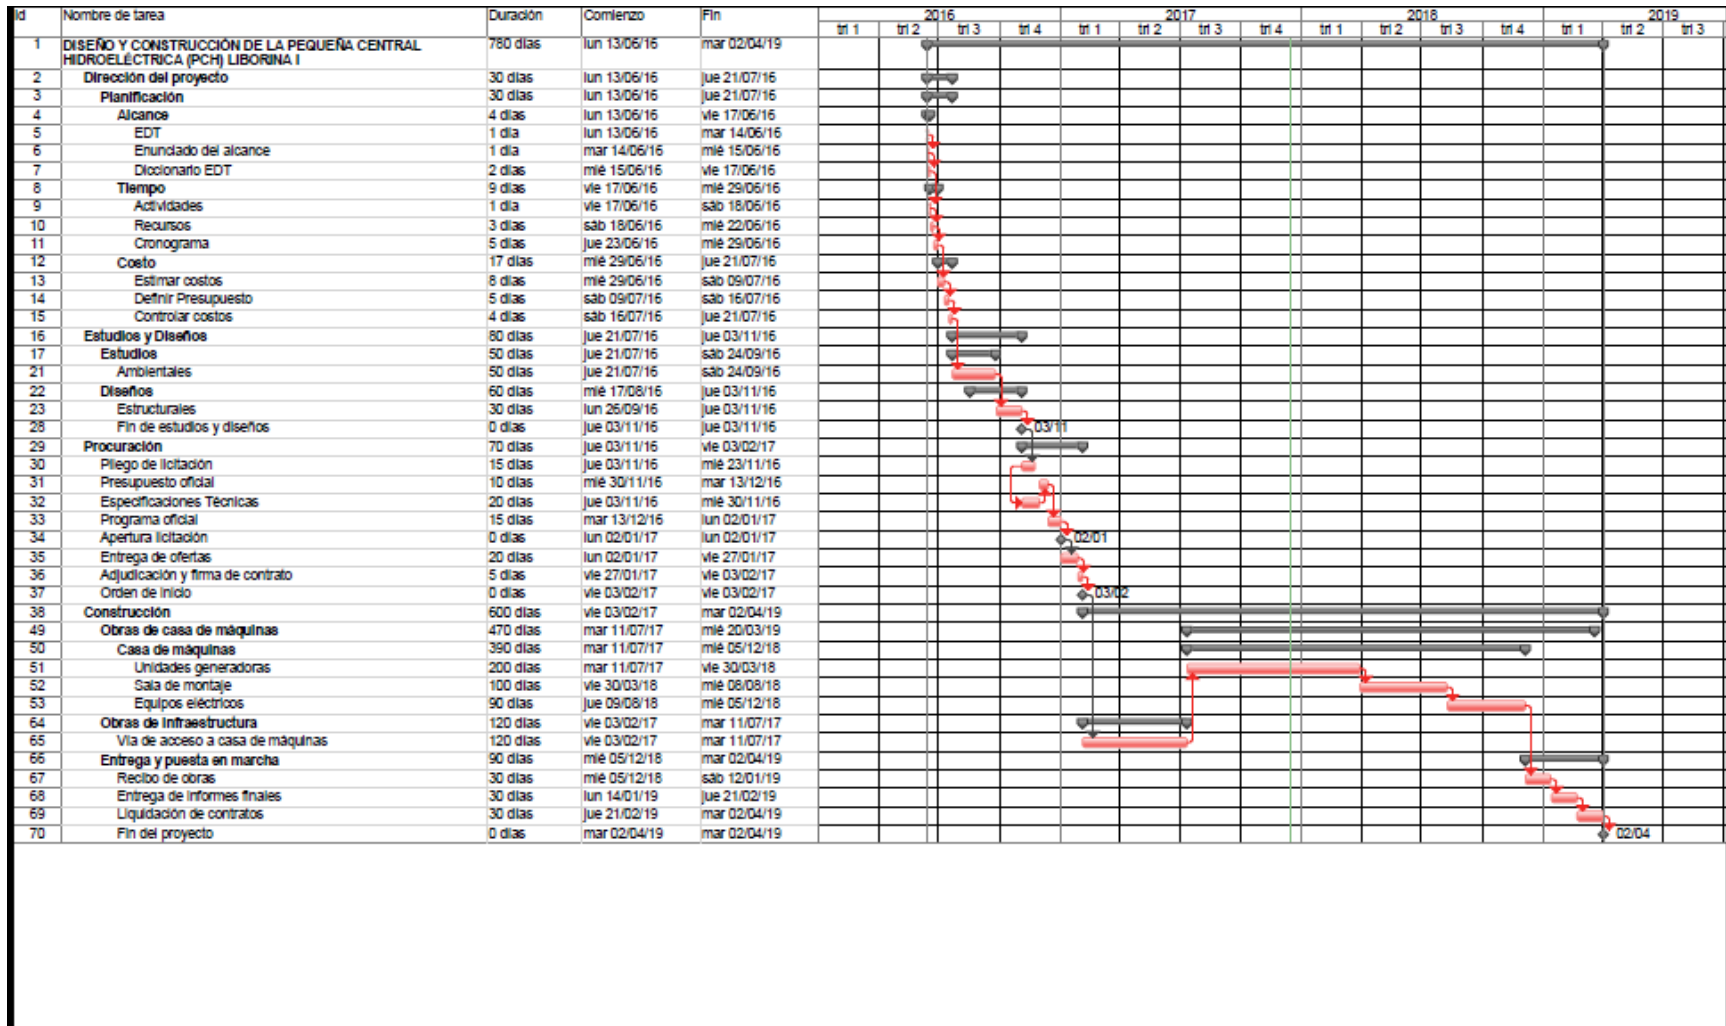 Id Nombre de tarea Duración Comienzo Fin 2016 2017 2018 2019
tri 1 tri 2 tri 3 tri 4 tri 1 tri 2 tri 3 tri 4 tri 1 tri 2 tri 3 tri 4 tri 1 tri 2 tri 3
1 DISEÑO Y CONSTRUCCIÓN DE LA PEQUEÑA CENTRAL 780 días lun 13/06/16 mar 02/04/19
HIDROELÉCTRICA (PCH) LIBORINA I
2 Dirección del proyecto 30 días lun 13/06/16 jue 21/07/16
3 Planificación 30 días lun 13/06/16 jue 21/07/16
4 Alcance 4 días lun 13/06/16 vie 17/06/16
5 EDT 1 día lun 13/06/16 mar 14/06/16
6 Enunciado del alcance 1 día mar 14/06/16 mié 15/06/16
7 Diccionario EDT 2 días mié 15/06/16 vie 17/06/16
8 Tiempo 9 días vie 17/06/16 mié 29/06/16
9 Actividades 1 día vie 17/06/16 sáb 18/06/16
10 Recursos 3 días sáb 18/06/16 mié 22/06/16
11 Cronograma 5 días jue 23/06/16 mié 29/06/16
12 Costo 17 días mié 29/06/16 jue 21/07/16
13 Estimar costos 8 días mié 29/06/16 sáb 09/07/16
14 Definir Presupuesto 5 días sáb 09/07/16 sáb 16/07/16
15 Controlar costos 4 días sáb 16/07/16 jue 21/07/16
16 Estudios y Diseños 80 días jue 21/07/16 jue 03/11/16
17 Estudios 50 días jue 21/07/16 sáb 24/09/16
21 Ambientales 50 días jue 21/07/16 sáb 24/09/16
22 Diseños 60 días mié 17/08/16 jue 03/11/16
23 Estructurales 30 días lun 26/09/16 jue 03/11/16
28 Fin de estudios y diseños 0 días jue 03/11/16 jue 03/11/16 03/11
29 Procuración 70 días jue 03/11/16 vie 03/02/17
30 Pliego de licitación 15 días jue 03/11/16 mié 23/11/16
31 Presupuesto oficial 10 días mié 30/11/16 mar 13/12/16
32 Especificaciones Técnicas 20 días jue 03/11/16 mié 30/11/16
33 Programa oficial 15 días mar 13/12/16 lun 02/01/17
34 Apertura licitación 0 días lun 02/01/17 lun 02/01/17 02/01
35 Entrega de ofertas 20 días lun 02/01/17 vie 27/01/17
36 Adjudicación y firma de contrato 5 días vie 27/01/17 vie 03/02/17
37 Orden de inicio 0 días vie 03/02/17 vie 03/02/17 03/02
38 Construcción 600 días vie 03/02/17 mar 02/04/19
49 Obras de casa de máquinas 470 días mar 11/07/17 mié 20/03/19
50 Casa de máquinas 390 días mar 11/07/17 mié 05/12/18
51 Unidades generadoras 200 días mar 11/07/17 vie 30/03/18
52 Sala de montaje 100 días vie 30/03/18 mié 08/08/18
53 Equipos eléctricos 90 días jue 09/08/18 mié 05/12/18
64 Obras de infraestructura 120 días vie 03/02/17 mar 11/07/17
65 Vía de acceso a casa de máquinas 120 días vie 03/02/17 mar 11/07/17
66 Entrega y puesta en marcha 90 días mié 05/12/18 mar 02/04/19
67 Recibo de obras 30 días mié 05/12/18 sáb 12/01/19
68 Entrega de informes finales 30 días lun 14/01/19 jue 21/02/19
69 Liquidación de contratos 30 días jue 21/02/19 mar 02/04/19
70 Fin del proyecto 0 días mar 02/04/19 mar 02/04/19 02/04